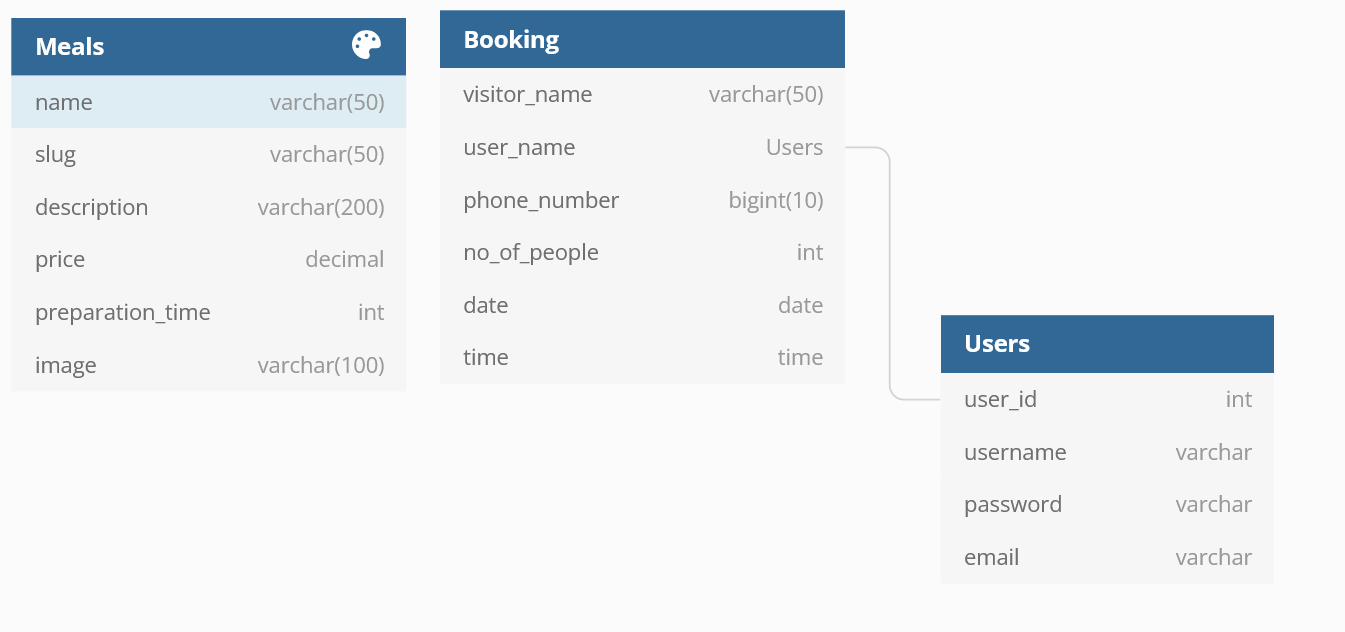 Meals
name varchar(50)
slug varchar(50)
description varchar(200)
price decimal
preparation_time int
image varchar(100)
Booking
visitor_name varchar(50)
user_name Users
phone_number bigint(10)
no_of_people int
date date
time time
Users
user_id int
username varchar
password varchar
email varchar